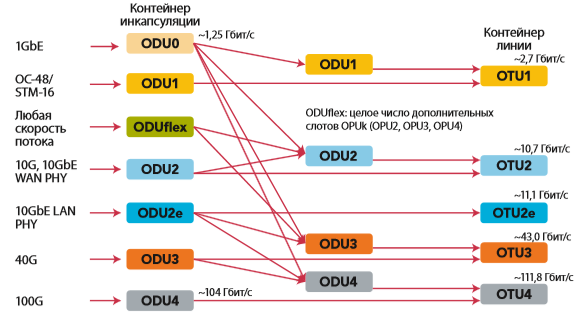 Контейнер
инкапсуляции
Контейнер
линии
1GbE
ODU0
~1,25 Гбит/с
ODU1
~2,7 Гбит/с
OTU1
OC-48/
STM-16
ODU1
Любая
скорость
потока
ODUflex
ODUflex: целое число дополнительных
слотов OPUk (OPU2, OPU3, OPU4)
10G, 10GbE
WAN PHY
ODU2
ODU2
~10,7 Гбит/с
OTU2
10GbE LAN
PHY
ODU2e
~11,1 Гбит/с
OTU2e
40G
ODU3
ODU3
~43,0 Гбит/с
OTU3
100G
ODU4
~104 Гбит/с
ODU4
~111,8 Гбит/с
OTU4